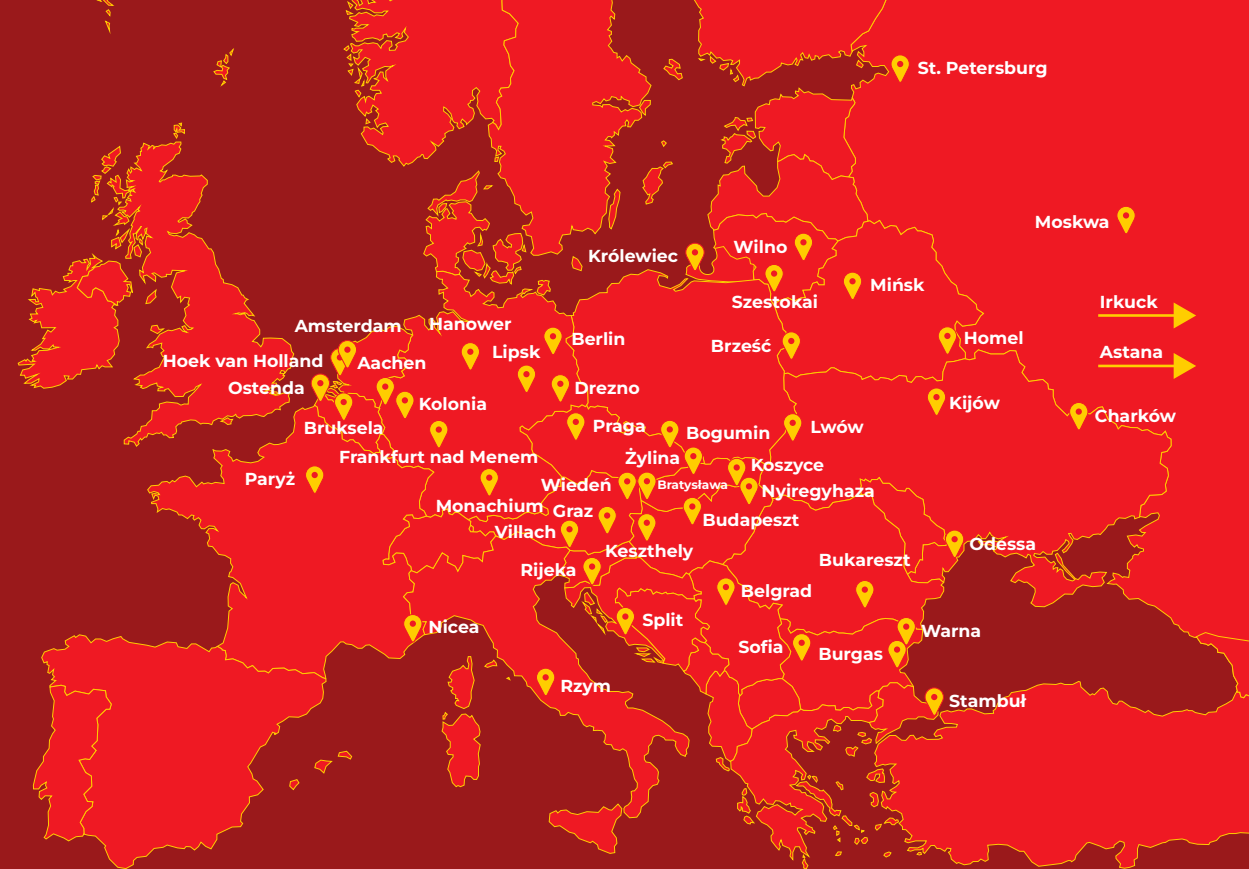 St. Petersburg
Moskwa
Wilno
Królewiec
Mińsk
Szestokai
Irkuck
Amsterdam
Hanower
Berlin
Brześć
Homel
Lipsk
Astana
Hoek van Holland
Aachen
Ostenda
Drezno
Kolonia
Kijów
Charków
Bruksela
Praga
Bogumin
Lwów
Frankfurt nad Menem
Żylina
Koszyce
Paryż
Wiedeń
Bratysława
Nyiregyhaza
Monachium
Graz
Budapeszt
Villach
Keszthely
Odessa
Bukareszt
Rijeka
Belgrad
Split
Nicea
Warna
Sofia
Burgas
Rzym
Stambuł